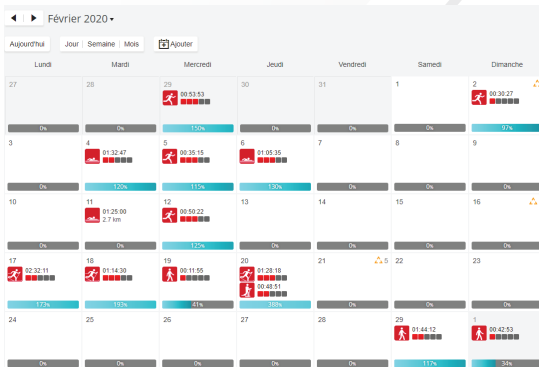 Février 2020
Aujourd'hui Jour Semaine Mois Ajouter
Lundi Mardi Mercredi Jeudi Vendredi Samedi Dimanche
27 28 29 30 31 1 2
00:53:53 00:30:27
0% 0% 150% 0% 0% 0% 97%
3 4 5 6 7 8 9
01:32:47 00:35:15 01:05:35
0% 120% 115% 130% 0% 0% 0%
10 11 12 13 14 15 16
01:25:00 00:50:22
2.7 km
0% 0% 125% 0% 0% 0% 0%
17 18 19 20 21 5 22 23
02:32:11 01:14:30 00:11:55 01:28:18
00:48:51
173% 193% 41% 388% 0% 0% 0%
24 25 26 27 28 29 1
01:44:12 00:42:53
0% 0% 0% 0% 0% 117% 34%